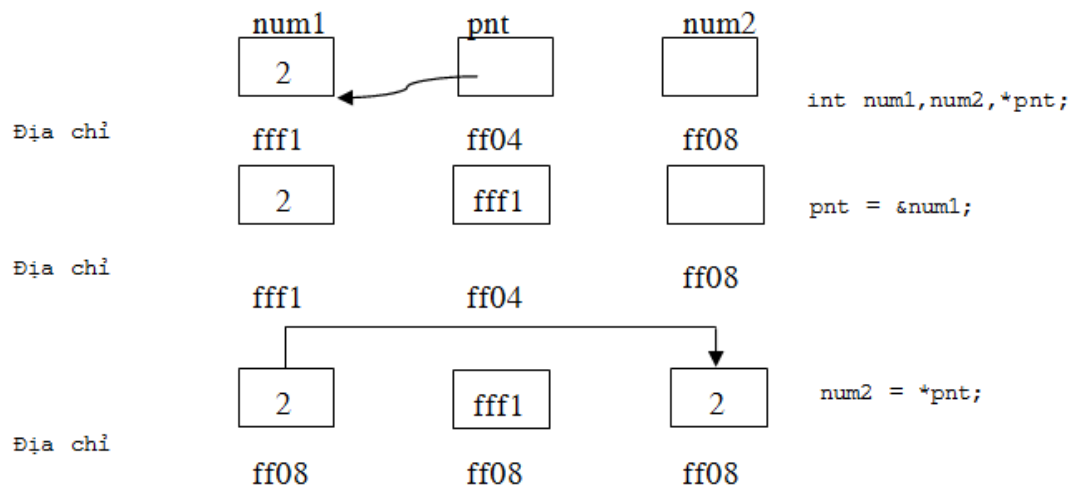 num1 pnt num2
2
int num1,num2,*pnt;
Địa chỉ fff1 ff04 ff08
2 fff1 pnt = &num1;
Địa chỉ ff08
fff1 ff04
2 fff1 2 num2 = *pnt;
Địa chỉ
ff08 ff08 ff08